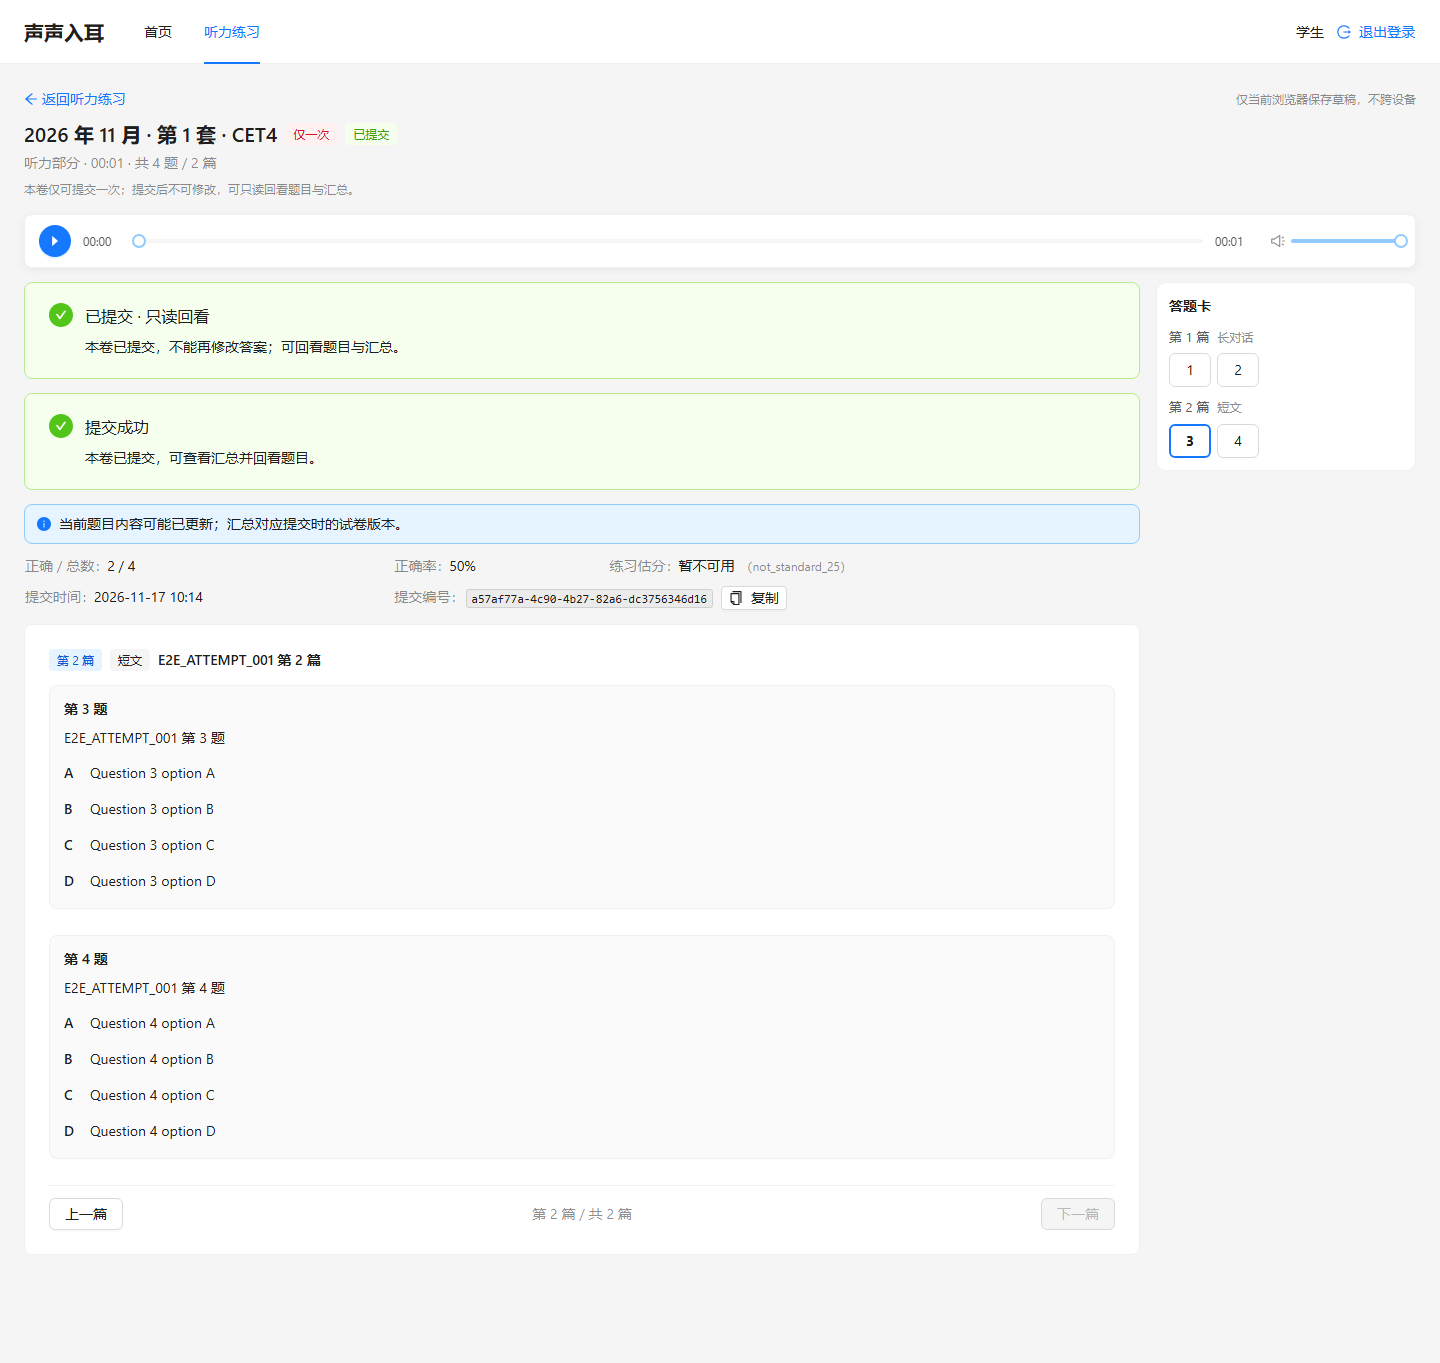 声声入耳 首页 听力练习 学生 退出登录
返回听力练习 仅当前浏览器保存草稿，不跨设备
2026 年 11 月 · 第 1 套 · CET4 仅一次 已提交
听力部分 · 00:01 · 共 4 题 / 2 篇
本卷仅可提交一次；提交后不可修改，可只读回看题目与汇总。
00:00 00:01
已提交 · 只读回看
本卷已提交，不能再修改答案；可回看题目与汇总。
提交成功
本卷已提交，可查看汇总并回看题目。
当前题目内容可能已更新；汇总对应提交时的试卷版本。
正确 / 总数：2 / 4 正确率：50% 练习估分：暂不可用 （not_standard_25）
提交时间：2026-11-17 10:14 提交编号：a57af77a-4c90-4b27-82a6-dc3756346d16 复制
第 2 篇 短文 E2E_ATTEMPT_001 第 2 篇
第 3 题
E2E_ATTEMPT_001 第 3 题
A Question 3 option A
B Question 3 option B
C Question 3 option C
D Question 3 option D
第 4 题
E2E_ATTEMPT_001 第 4 题
A Question 4 option A
B Question 4 option B
C Question 4 option C
D Question 4 option D
上一篇 第 2 篇 / 共 2 篇 下一篇
答题卡
第 1 篇 长对话
1 2
第 2 篇 短文
3 4